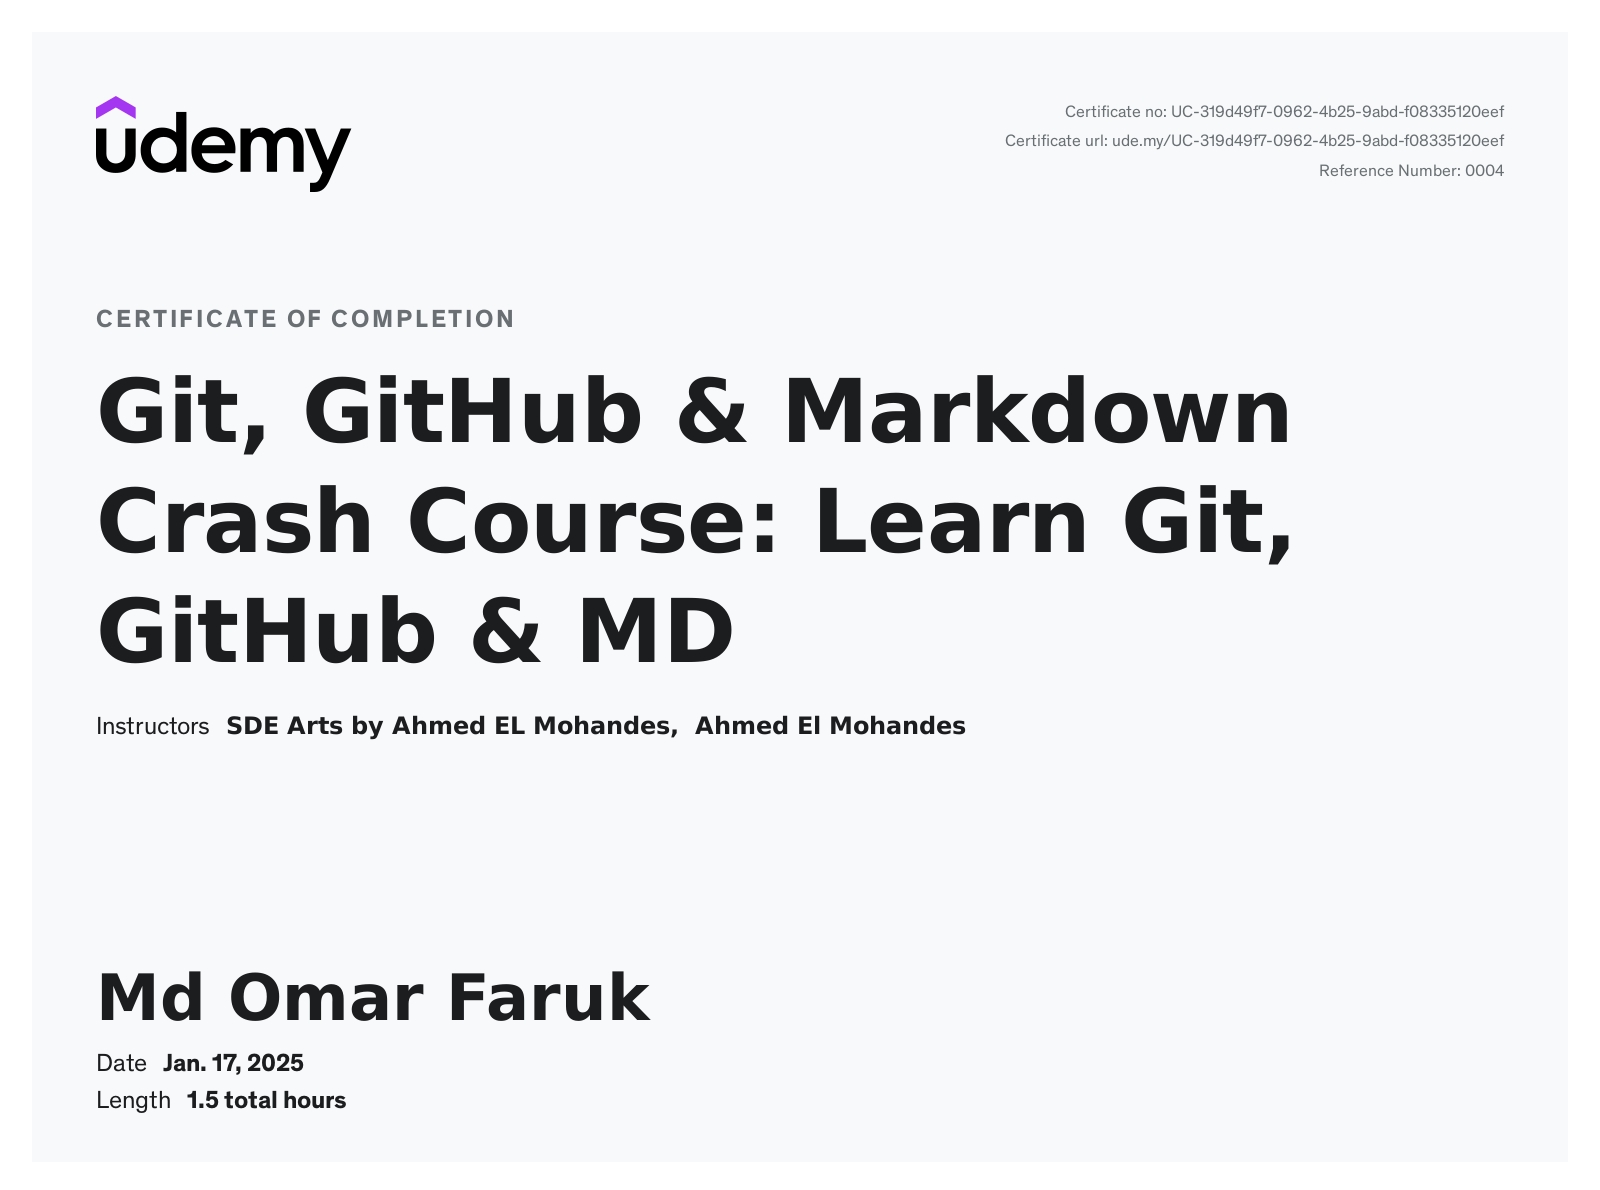 udemy
Certificate no: UC-319d49f7-0962-4b25-9abd-f08335120eef
Certificate url: ude.my/UC-319d49f7-0962-4b25-9abd-f08335120eef
Reference Number: 0004
CERTIFICATE OF COMPLETION
Git, GitHub & Markdown
Crash Course: Learn Git,
GitHub & MD
Instructors SDE Arts by Ahmed EL Mohandes, Ahmed El Mohandes
Md Omar Faruk
Date Jan. 17, 2025
Length 1.5 total hours